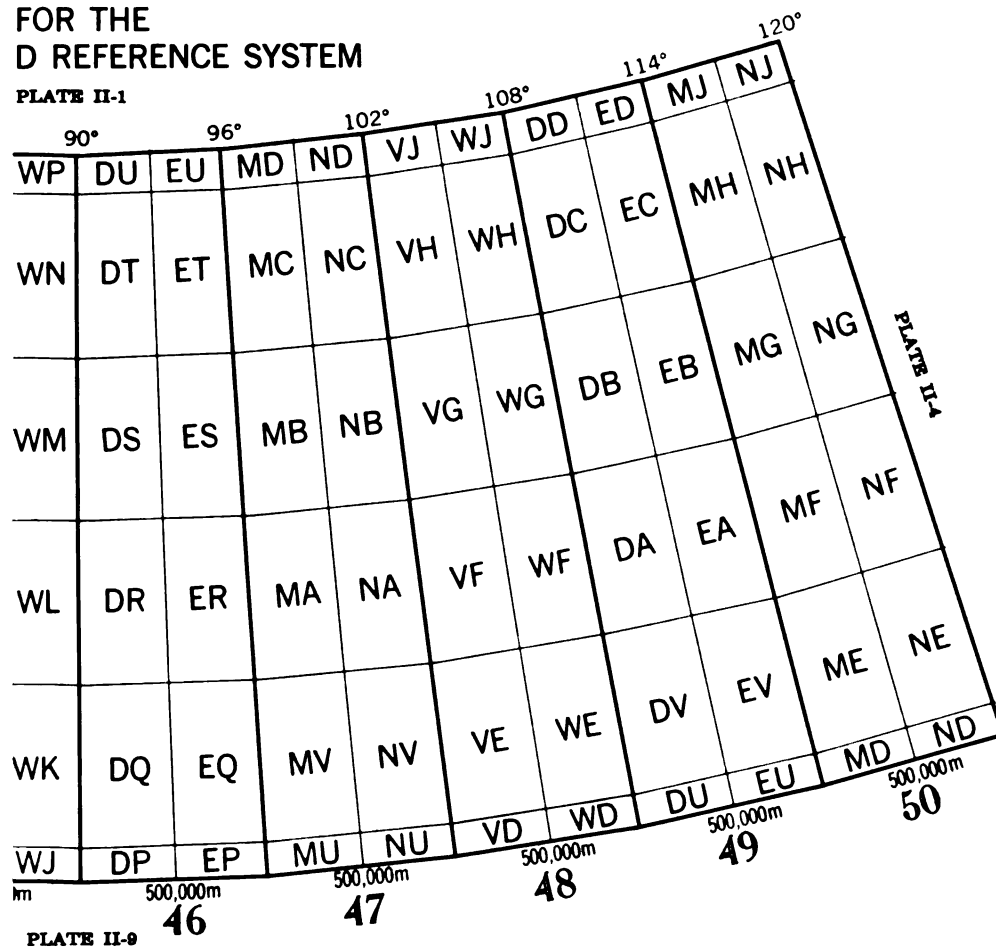 FOR THE
D REFERENCE SYSTEM
PLATE II-1
90° 96° 102° 108° 114° 120°
WP DU EU MD ND VJ WJ DD ED MJ NJ
WN DT ET MC NC VH WH DC EC MH NH
WM DS ES MB NB VG WG DB EB MG NG
PLATE II-4
WL DR ER MA NA VF WF DA EA MF NF
WK DQ EQ MV NV VE WE DV EV ME NE
WJ DP EP MU NU VD WD DU EU MD ND
m 500,000m 500,000m 500,000m 500,000m 500,000m
46 47 48 49 50
PLATE II-9